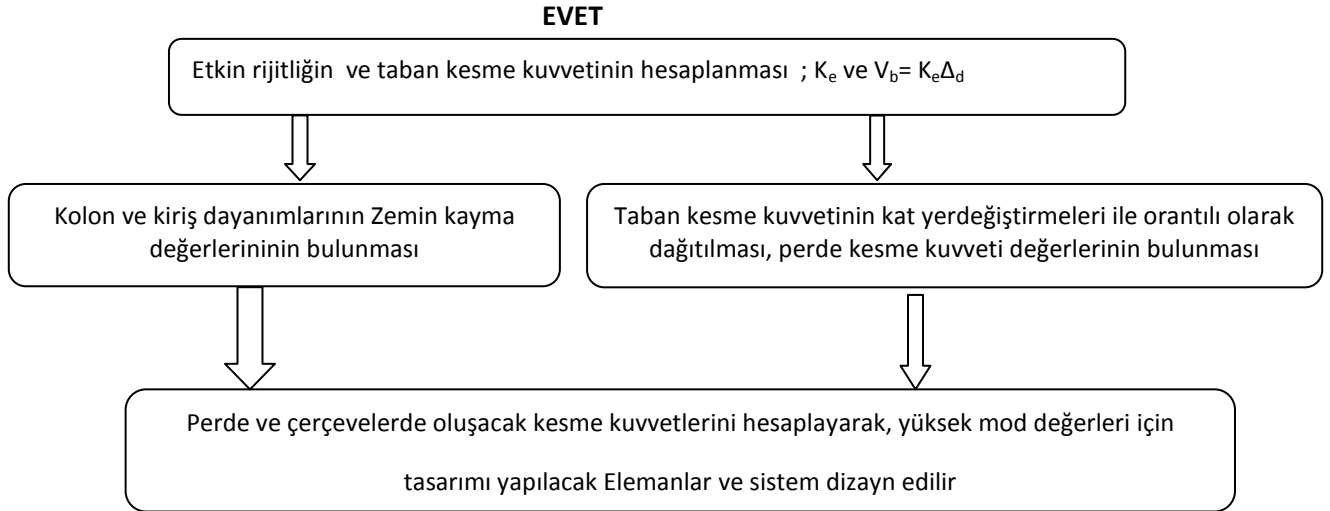 EVET
Etkin rijitliğin ve taban kesme kuvvetinin hesaplanması ; Kₑ ve V_b= KₑΔ_d
Kolon ve kiriş dayanımlarının Zemin kayma
değerlerininin bulunması
Taban kesme kuvvetinin kat yerdeğiştirmeleri ile orantılı olarak
dağıtılması, perde kesme kuvveti değerlerinin bulunması
Perde ve çerçevelerde oluşacak kesme kuvvetlerini hesaplayarak, yüksek mod değerleri için
tasarımı yapılacak Elemanlar ve sistem dizayn edilir